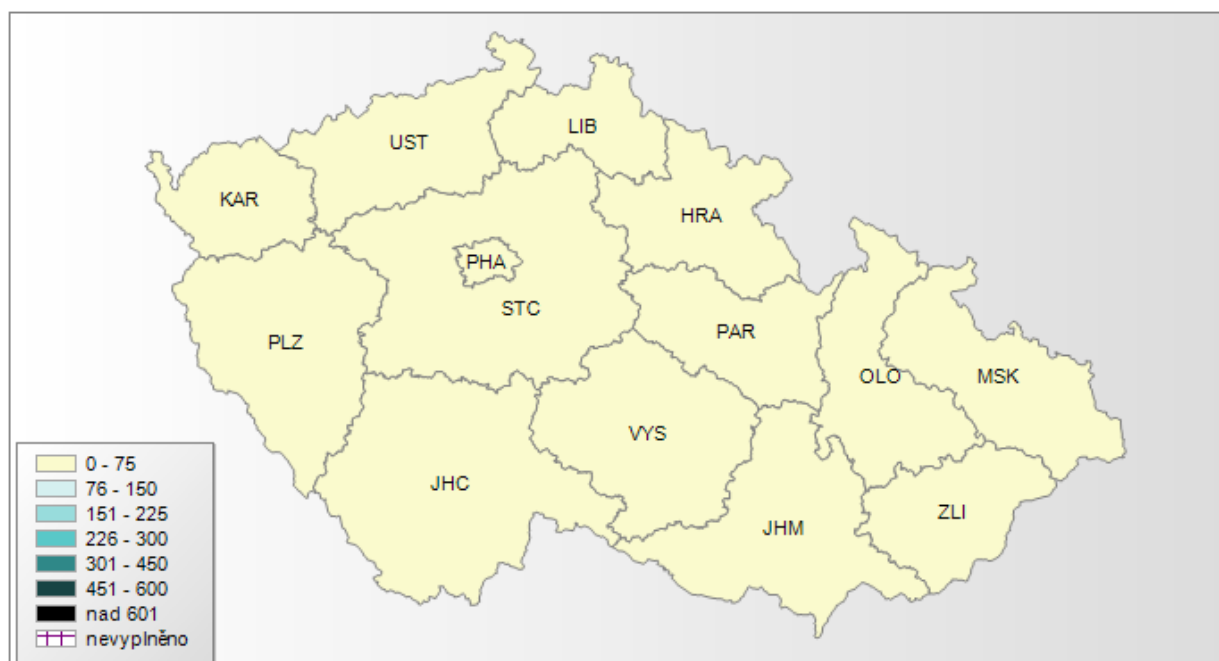 LIB
UST
KAR
HRA
PHA
STC
PAR
PLZ
OLO
MSK
VYS
JHC
ZLI
JHM
0 - 75
76 - 150
151 - 225
226 - 300
301 - 450
451 - 600
nad 601
nevyplněno